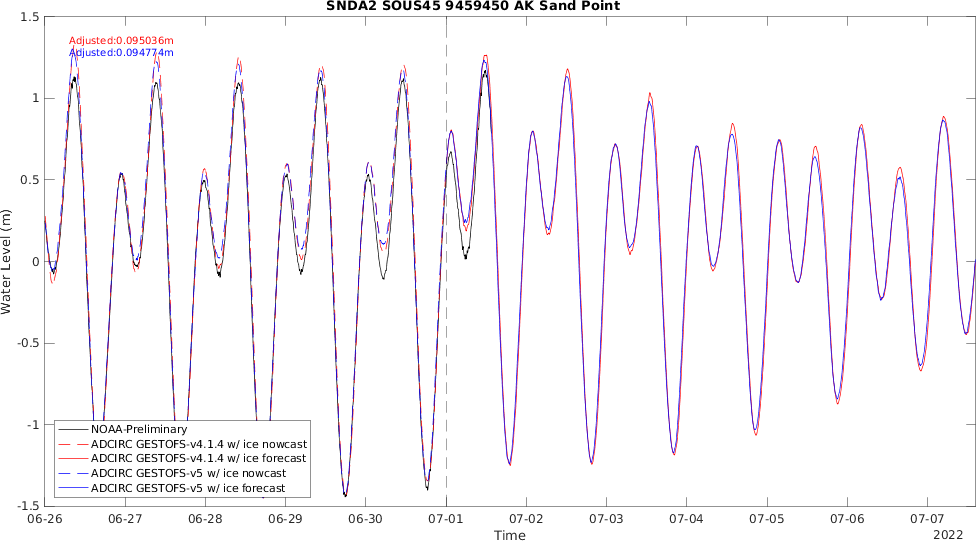 SNDA2 SOUS45 9459450 AK Sand Point
1.5
Adjusted:0.095036m
Adjusted:0.094774m
1
0.5
0
-0.5
-1
-1.5
Water Level (m)
NOAA-Preliminary
ADCIRC GESTOFS-v4.1.4 w/ ice nowcast
ADCIRC GESTOFS-v4.1.4 w/ ice forecast
ADCIRC GESTOFS-v5 w/ ice nowcast
ADCIRC GESTOFS-v5 w/ ice forecast
06-26 06-27 06-28 06-29 06-30 07-01 07-02 07-03 07-04 07-05 07-06 07-07
Time
2022